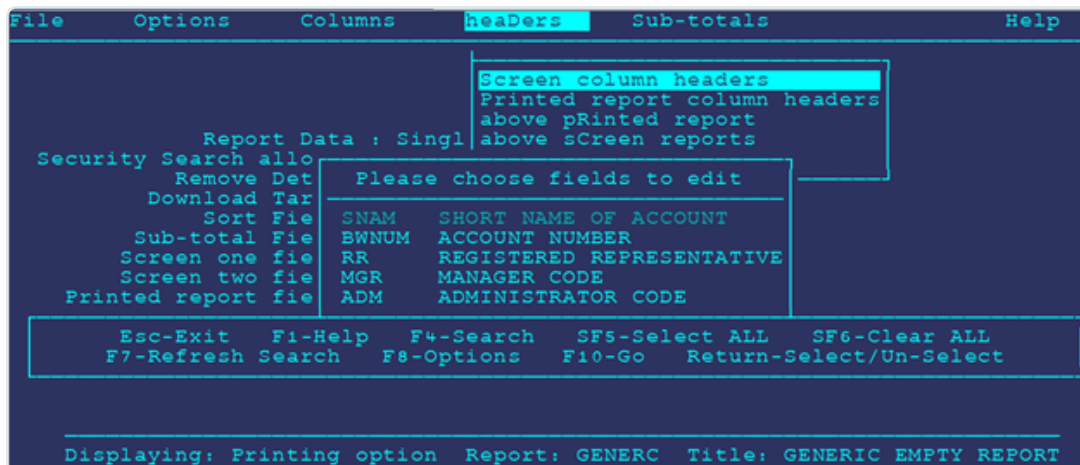 File Options Columns heaDers Sub-totals Help
Screen column headers
Printed report column headers
above pRinted report
above sCreen reports
Report Data : Singl
Security Search allo
Remove Det
Download Tar
Sort Fie
Sub-total Fie
Screen one fie
Screen two fie
Printed report fie
Please choose fields to edit
SNAM SHORT NAME OF ACCOUNT
BWNUM ACCOUNT NUMBER
RR REGISTERED REPRESENTATIVE
MGR MANAGER CODE
ADM ADMINISTRATOR CODE
Esc-Exit F1-Help F4-Search SF5-Select ALL SF6-Clear ALL
F7-Refresh Search F8-Options F10-Go Return-Select/Un-Select
Displaying: Printing option Report: GENERC Title: GENERIC EMPTY REPORT